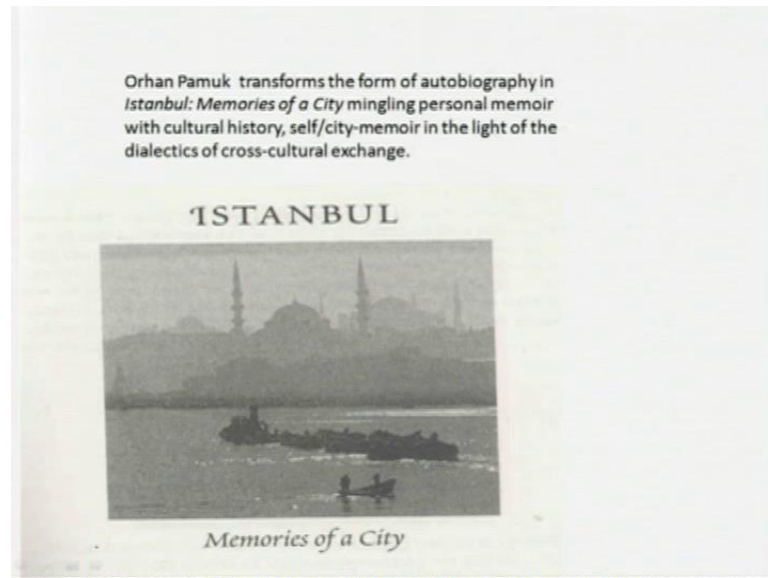 Orhan Pamuk transforms the form of autobiography in
Istanbul: Memories of a City mingling personal memoir
with cultural history, self/city-memoir in the light of the
dialectics of cross-cultural exchange.
ISTANBUL
Memories of a City